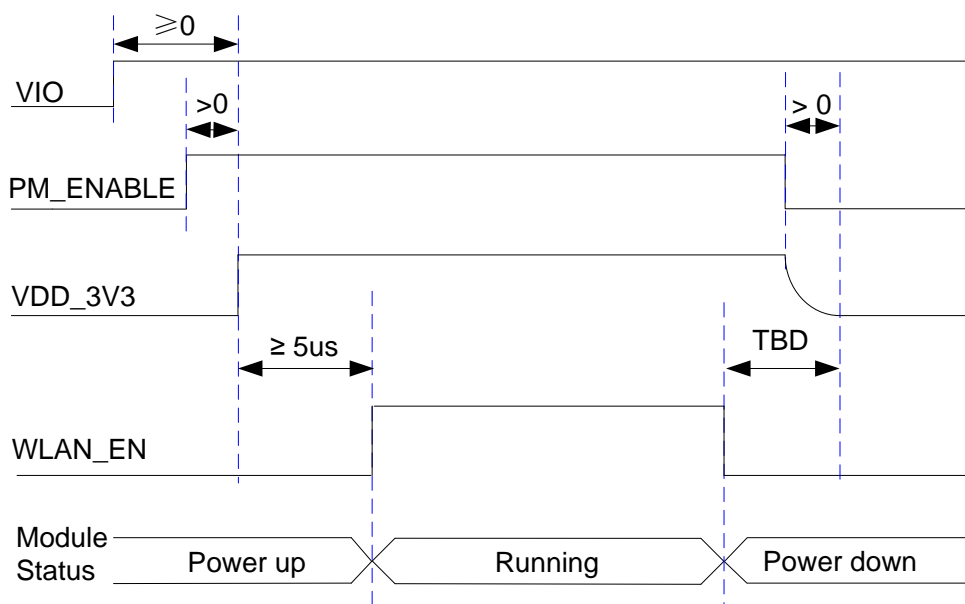 ≥0
VIO
>0
> 0
PM_ENABLE
VDD_3V3
≥ 5us
TBD
WLAN_EN
Module
Status
Power up
Running
Power down